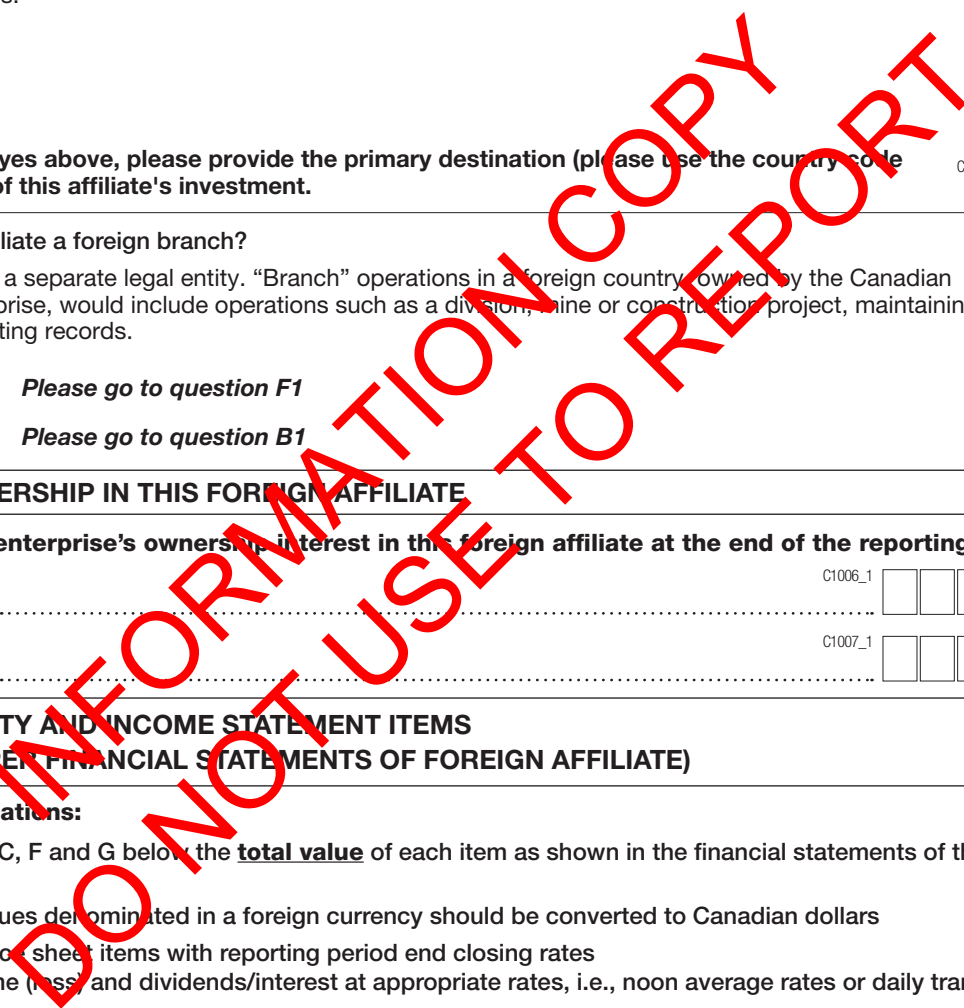 s.
yes above, please provide the primary destination (please use the country code
of this affiliate's investment.
C
liate a foreign branch?
a separate legal entity. “Branch” operations in a foreign country, owned by the Canadian
prise, would include operations such as a division, mine or construction project, maintainin
ting records.
Please go to question F1
Please go to question B1
ERSHIP IN THIS FOREIGN AFFILIATE
enterprise’s ownership interest in this foreign affiliate at the end of the reporting
C1006_1
C1007_1
TY AND INCOME STATEMENT ITEMS
ER FINANCIAL STATEMENTS OF FOREIGN AFFILIATE)
ations:
C, F and G below the total value of each item as shown in the financial statements of th
ues denominated in a foreign currency should be converted to Canadian dollars
ce sheet items with reporting period end closing rates
me (loss) and dividends/interest at appropriate rates, i.e., noon average rates or daily tran
INFORMATION COPY
DO NOT USE TO REPORT